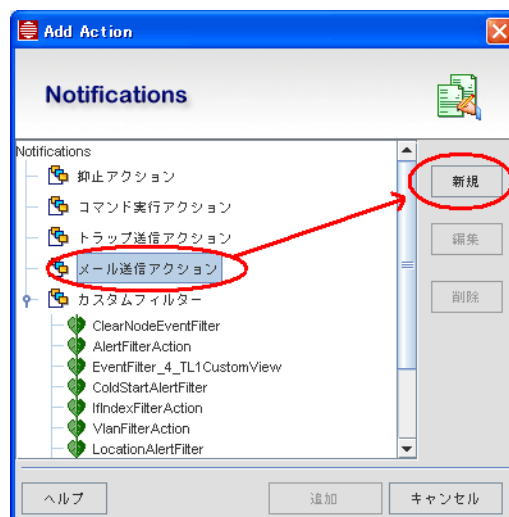 Add Action
Notifications
Notifications
抑止アクション
コマンド実行アクション
トラップ送信アクション
メール送信アクション
カスタムフィルター
ClearNodeEventFilter
AlertFilterAction
EventFilter_4_TL1CustomView
ColdStartAlertFilter
IfIndexFilterAction
VlanFilterAction
LocationAlertFilter
新規
編集
削除
ヘルプ
追加
キャンセル